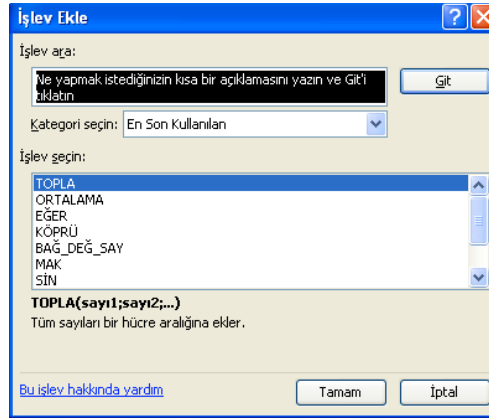 İşlev Ekle
İşlev ara:
Ne yapmak istediğinizin kısa bir açıklamasını yazın ve Git'i
tıklatın
Git
Kategori seçin: En Son Kullanılan
İşlev seçin:
TOPLA
ORTALAMA
EĞER
KÖPRÜ
BAĞ_DEĞ_SAY
MAK
SİN
TOPLA(sayı1;sayı2;...)
Tüm sayıları bir hücre aralığına ekler.
Bu işlev hakkında yardım
Tamam
İptal